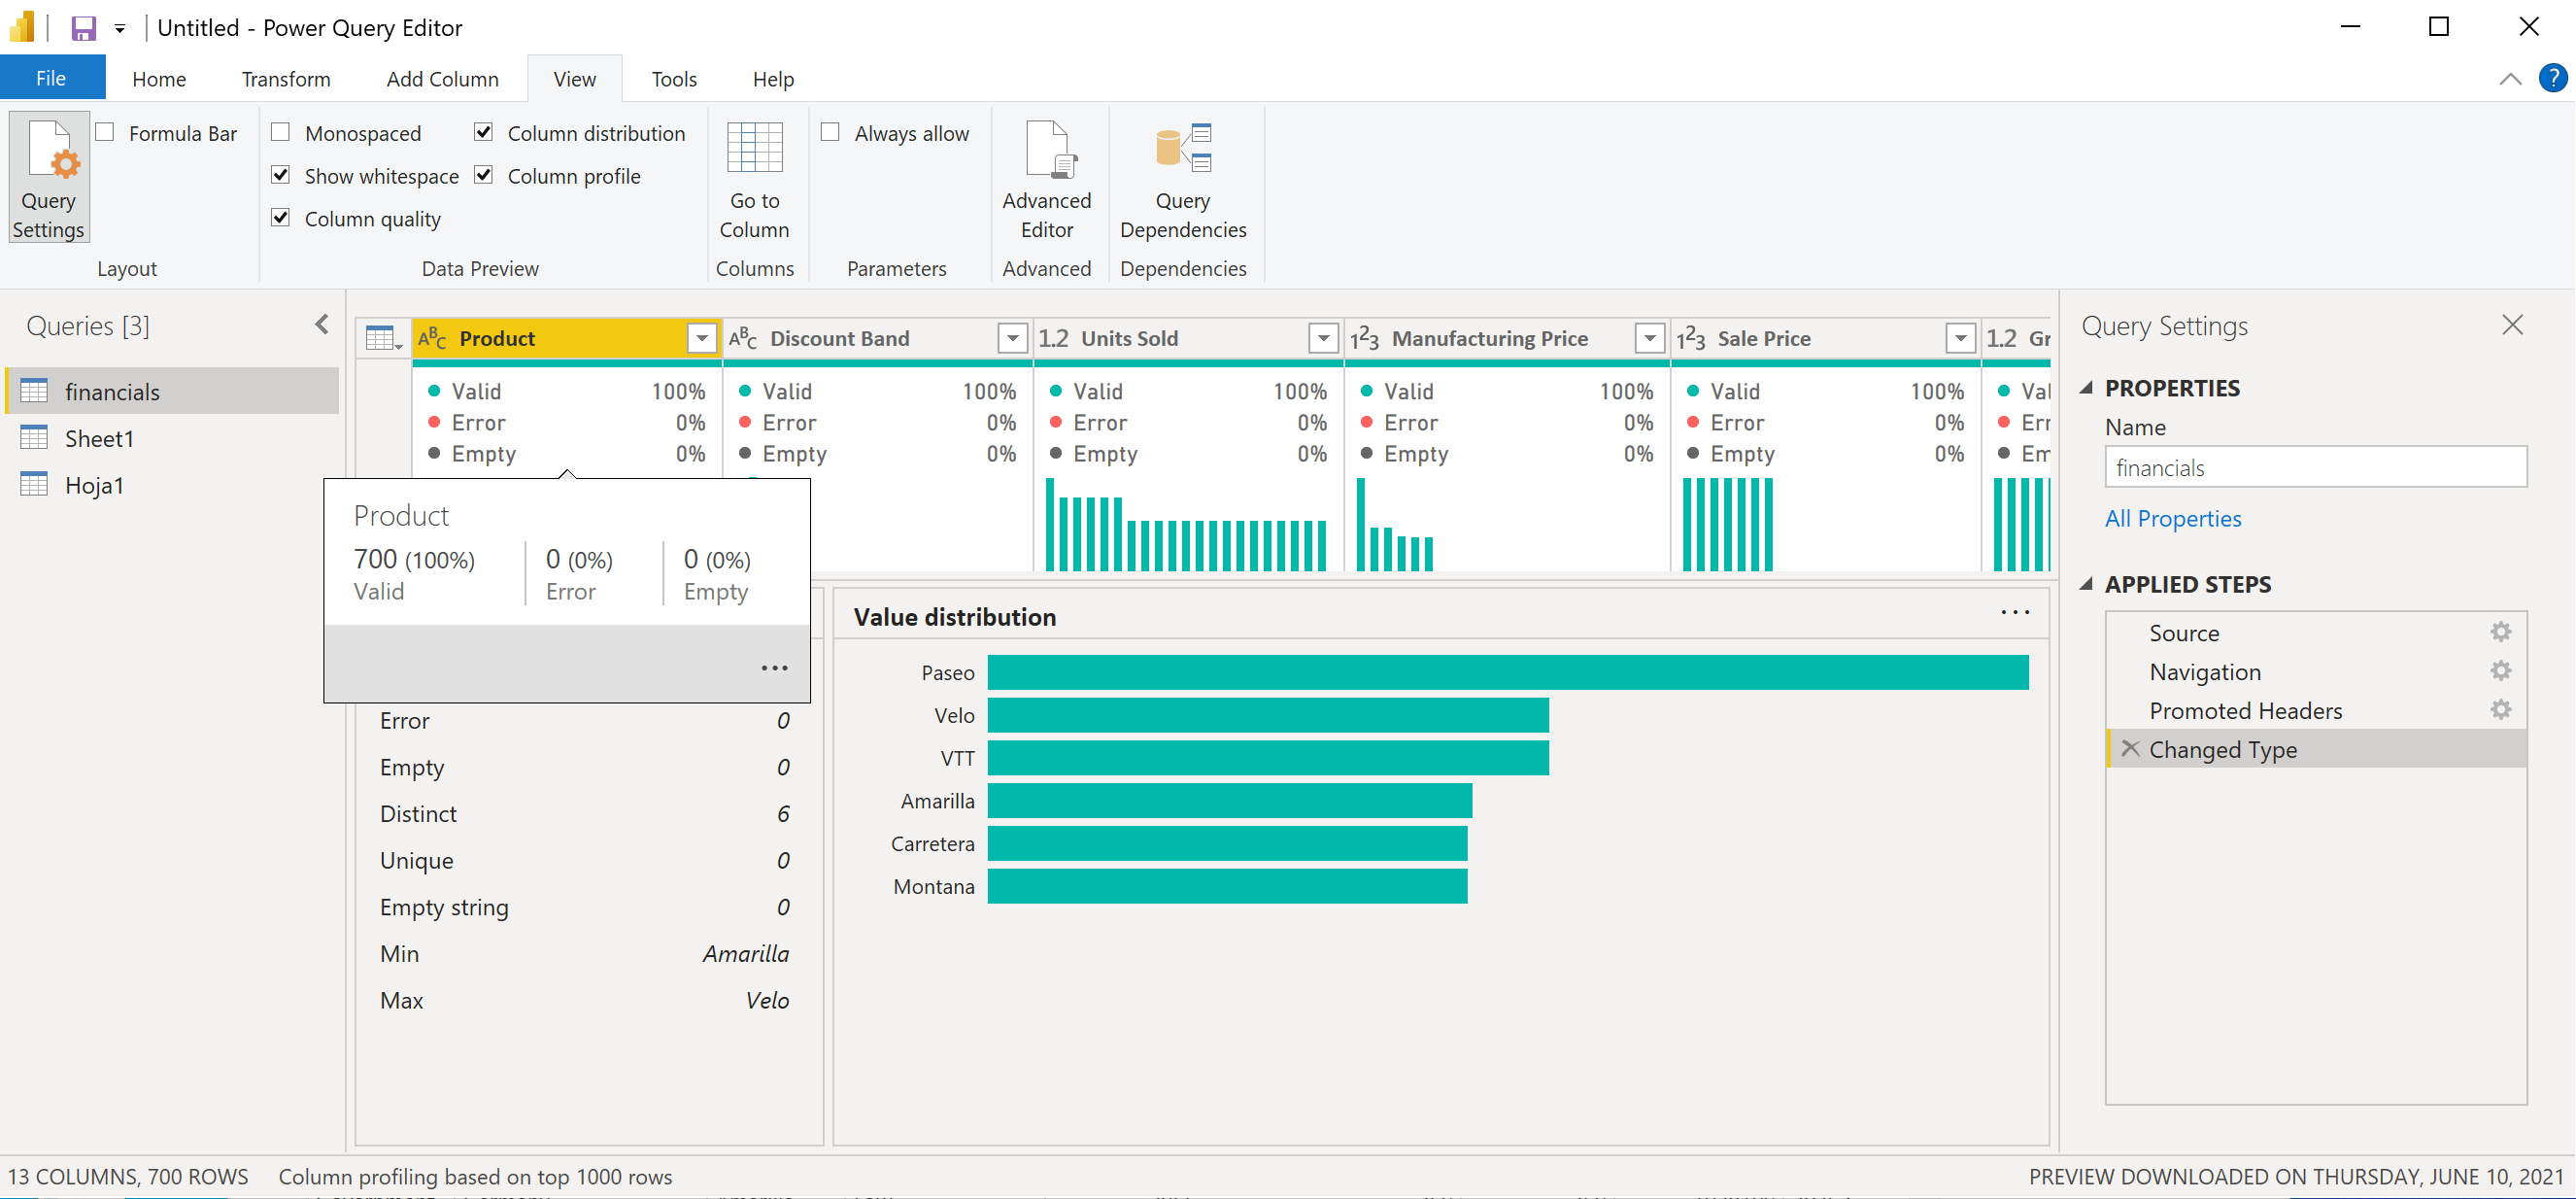 Untitled - Power Query Editor
File Home Transform Add Column View Tools Help
?
Query Settings
Formula Bar
Layout
Monospaced
Show whitespace
Column quality
Column distribution
Column profile
Data Preview
Go to Column
Columns
Always allow
Parameters
Advanced Editor
Advanced
Query Dependencies
Dependencies
Queries [3]
financials
Sheet1
Hoja1
ABC Product
ABC Discount Band
1.2 Units Sold
123 Manufacturing Price
123 Sale Price
1.2 Gr
Valid 100% Valid 100% Valid 100% Valid 100% Valid 100% Val
Error 0% Error 0% Error 0% Error 0% Error 0% Err
Empty 0% Empty 0% Empty 0% Empty 0% Empty 0% Em
Product
700 (100%) 0 (0%) 0 (0%)
Valid Error Empty
...
Error 0
Empty 0
Distinct 6
Unique 0
Empty string 0
Min Amarilla
Max Velo
Value distribution ...
Paseo
Velo
VTT
Amarilla
Carretera
Montana
Query Settings
PROPERTIES
Name
financials
All Properties
APPLIED STEPS
Source
Navigation
Promoted Headers
Changed Type
13 COLUMNS, 700 ROWS Column profiling based on top 1000 rows
PREVIEW DOWNLOADED ON THURSDAY, JUNE 10, 2021